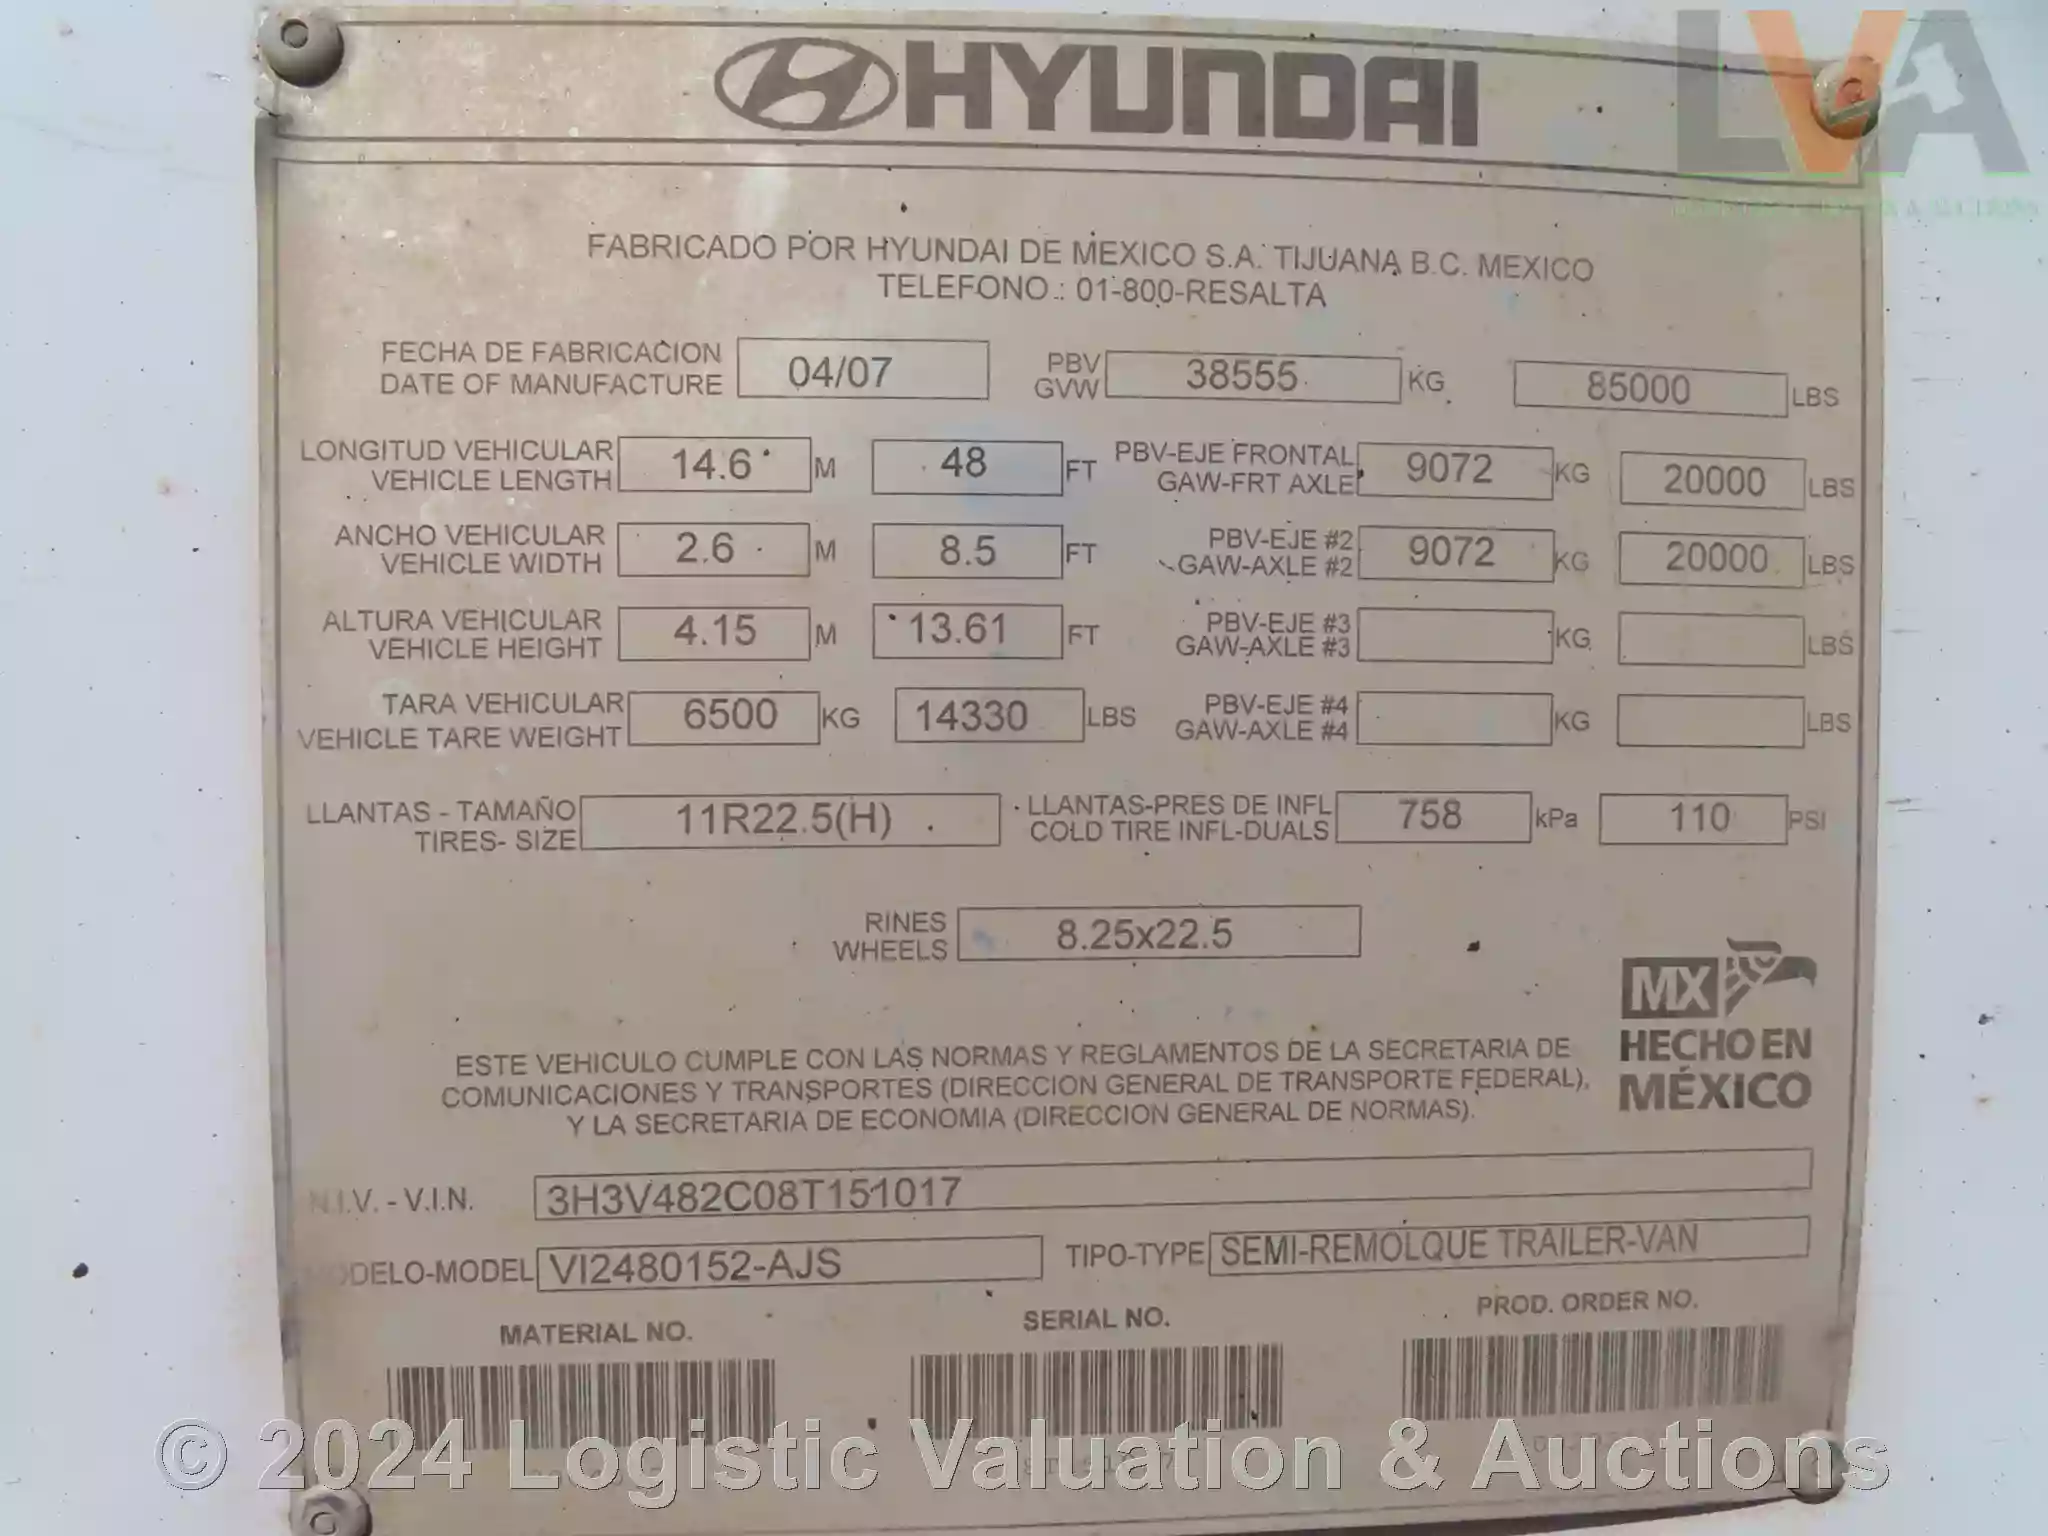 HYUNDAI
LVA
FABRICADO POR HYUNDAI DE MEXICO S.A. TIJUANA B.C. MEXICO
TELEFONO.: 01-800-RESALTA
FECHA DE FABRICACION
DATE OF MANUFACTURE 04/07
PBV
GVW 38555 KG 85000 LBS
LONGITUD VEHICULAR
VEHICLE LENGTH 14.6 M 48 FT
PBV-EJE FRONTAL
GAW-FRT AXLE 9072 KG 20000 LBS
ANCHO VEHICULAR
VEHICLE WIDTH 2.6 M 8.5 FT
PBV-EJE #2
GAW-AXLE #2 9072 KG 20000 LBS
ALTURA VEHICULAR
VEHICLE HEIGHT 4.15 M 13.61 FT
PBV-EJE #3
GAW-AXLE #3 KG LBS
TARA VEHICULAR
VEHICLE TARE WEIGHT 6500 KG 14330 LBS
PBV-EJE #4
GAW-AXLE #4 KG LBS
LLANTAS - TAMAÑO
TIRES- SIZE 11R22.5(H)
LLANTAS-PRES DE INFL
COLD TIRE INFL-DUALS 758 kPa 110 PSI
RINES
WHEELS 8.25x22.5
MX
HECHO EN
MÉXICO
ESTE VEHICULO CUMPLE CON LAS NORMAS Y REGLAMENTOS DE LA SECRETARIA DE
COMUNICACIONES Y TRANSPORTES (DIRECCION GENERAL DE TRANSPORTE FEDERAL),
Y LA SECRETARIA DE ECONOMIA (DIRECCION GENERAL DE NORMAS).
N.I.V. - V.I.N. 3H3V482C08T151017
MODELO-MODEL VI2480152-AJS TIPO-TYPE SEMI-REMOLQUE TRAILER-VAN
MATERIAL NO. SERIAL NO. PROD. ORDER NO.
© 2024 Logistic Valuation & Auctions